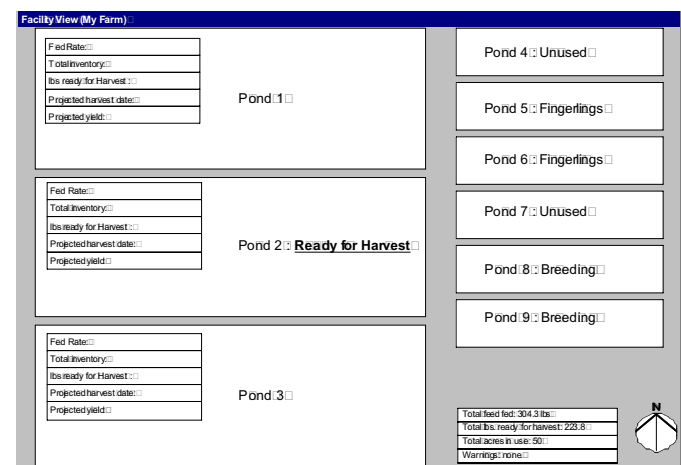 Facility View (My Farm)
Fed Rate:
Total inventory:
lbs ready for Harvest :
Projected harvest date:
Projected yield:
Pond 1
Fed Rate:
Total inventory:
lbs ready for Harvest :
Projected harvest date:
Projected yield:
Pond 2 : Ready for Harvest
Fed Rate:
Total inventory:
lbs ready for Harvest :
Projected harvest date:
Projected yield:
Pond 3
Pond 4 : Unused
Pond 5 : Fingerlings
Pond 6 : Fingerlings
Pond 7 : Unused
Pond 8 : Breeding
Pond 9 : Breeding
Total feed fed: 304.3 lbs
Total lbs. ready for harvest: 223.8
Total acres in use: 50
Warnings: none
N